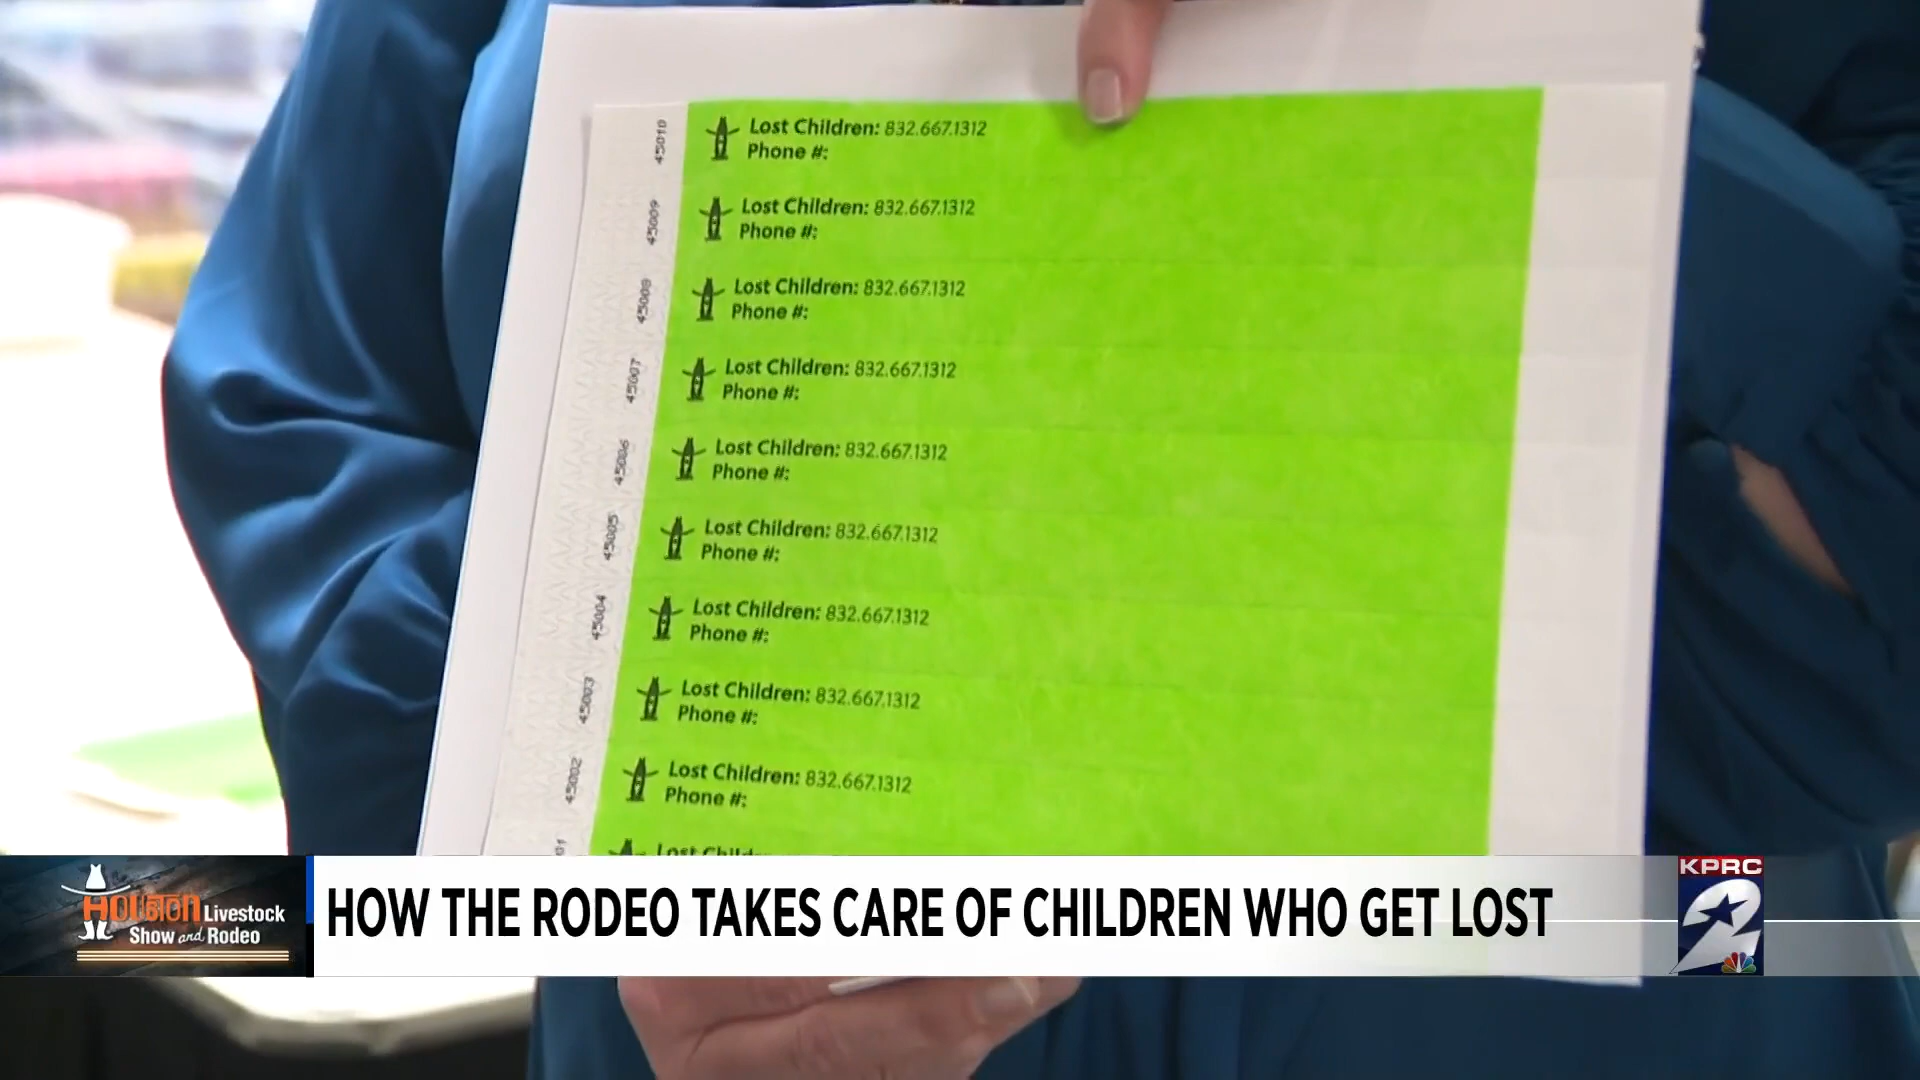 45010
Lost Children: 832.667.1312
Phone #:
45009
Lost Children: 832.667.1312
Phone #:
45008
Lost Children: 832.667.1312
Phone #:
45007
Lost Children: 832.667.1312
Phone #:
45006
Lost Children: 832.667.1312
Phone #:
45005
Lost Children: 832.667.1312
Phone #:
45004
Lost Children: 832.667.1312
Phone #:
45003
Lost Children: 832.667.1312
Phone #:
45002
Lost Children: 832.667.1312
Phone #:
Lost
HOUSTON Livestock
Show and Rodeo
HOW THE RODEO TAKES CARE OF CHILDREN WHO GET LOST
KPRC
2